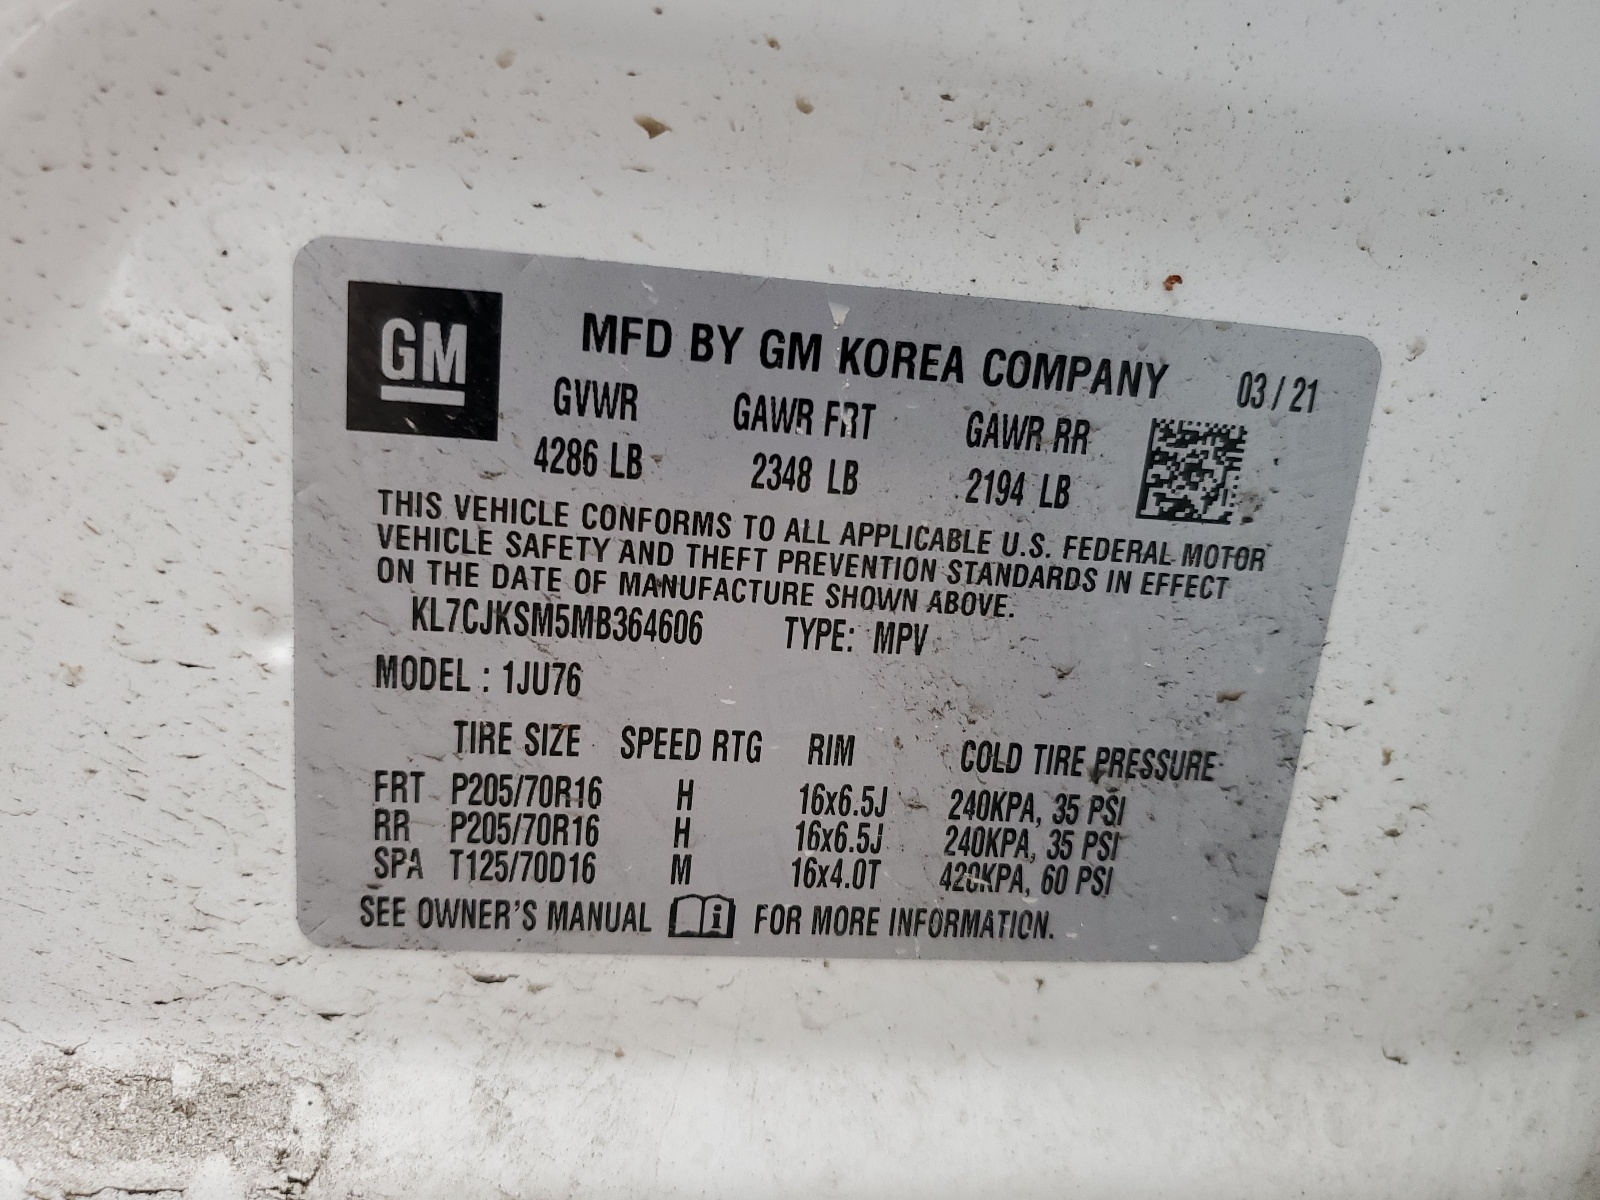 GM
MFD BY GM KOREA COMPANY 03 / 21
GVWR GAWR FRT GAWR RR
4286 LB 2348 LB 2194 LB
THIS VEHICLE CONFORMS TO ALL APPLICABLE U.S. FEDERAL MOTOR
VEHICLE SAFETY AND THEFT PREVENTION STANDARDS IN EFFECT
ON THE DATE OF MANUFACTURE SHOWN ABOVE.
KL7CJKSM5MB364606 TYPE: MPV
MODEL : 1JU76
TIRE SIZE SPEED RTG RIM COLD TIRE PRESSURE
FRT P205/70R16 H 16x6.5J 240KPA, 35 PSI
RR P205/70R16 H 16x6.5J 240KPA, 35 PSI
SPA T125/70D16 M 16x4.0T 420KPA, 60 PSI
SEE OWNER'S MANUAL i FOR MORE INFORMATION.